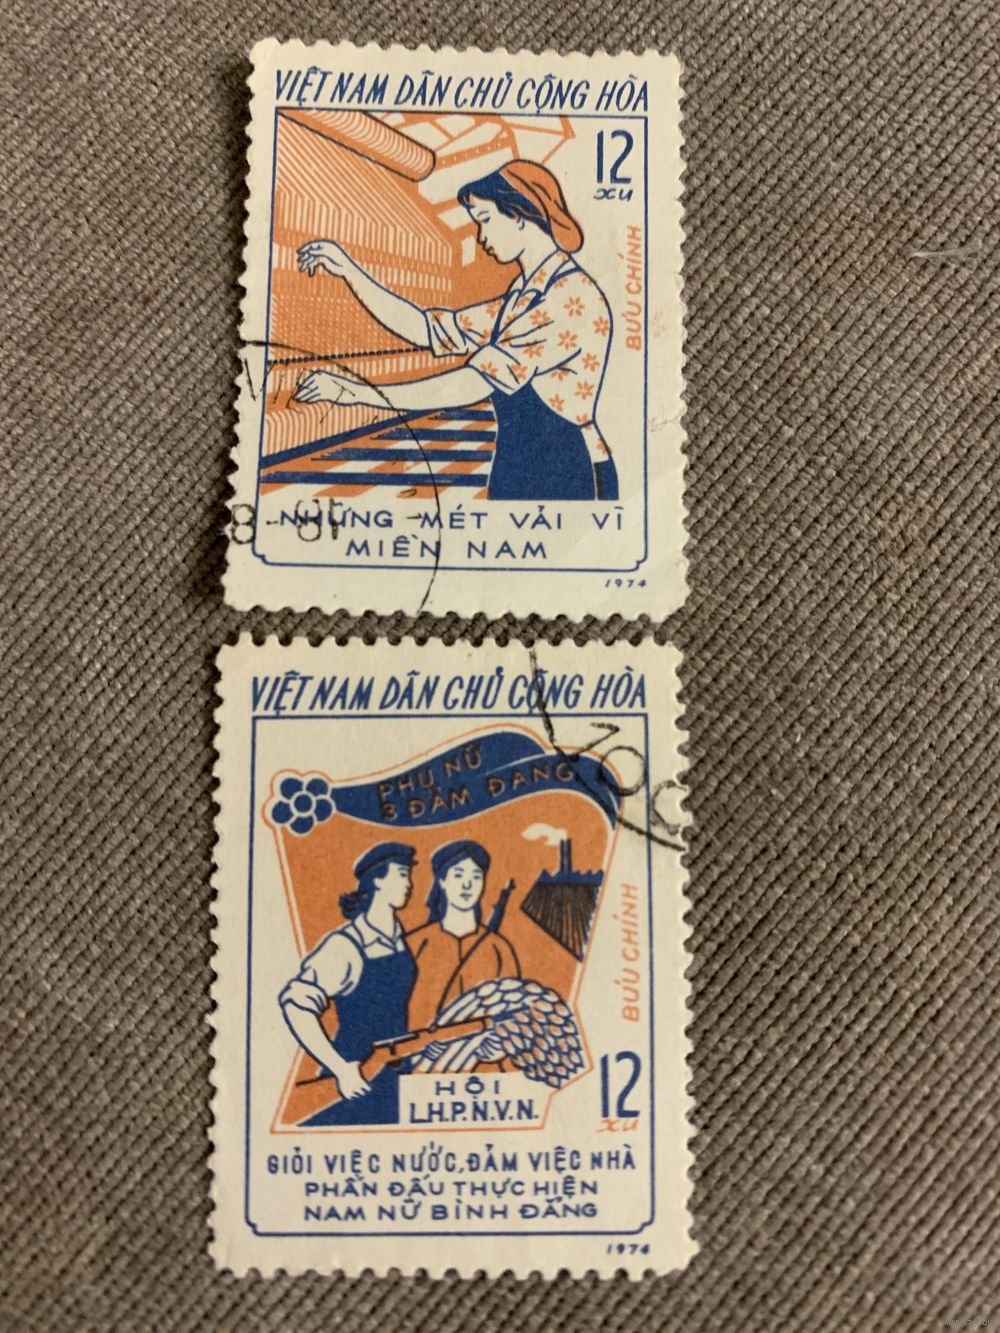 VIỆT NAM DÂN CHỦ CỘNG HÒA
12
xu
BƯU CHÍNH
8-81
NHỮNG MÉT VẢI VÌ
MIỀN NAM
1974
VIỆT NAM DÂN CHỦ CỘNG HÒA
PHỤ NỮ
3 ĐẢM ĐANG
BƯU CHÍNH
HỘI
L.H.P.N.V.N.
12
xu
GIỎI VIỆC NƯỚC, ĐẢM VIỆC NHÀ
PHẤN ĐẤU THỰC HIỆN
NAM NỮ BÌNH ĐẲNG
1974